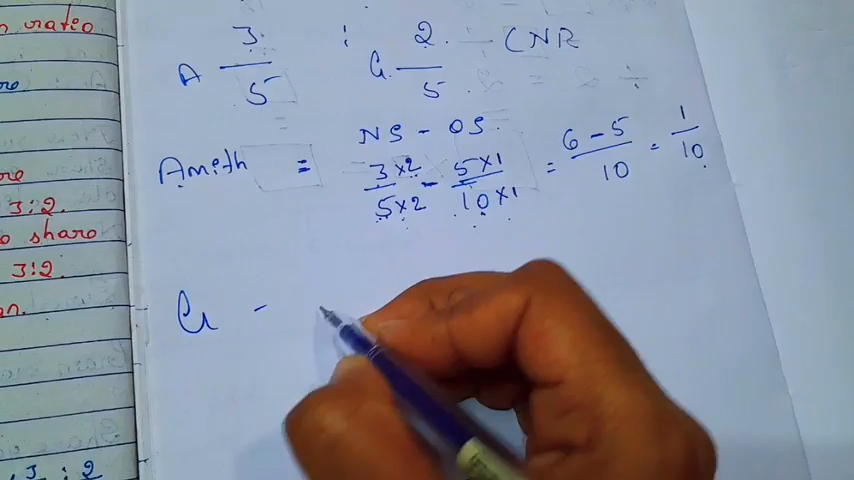 n ratio
re
3:2.
o share
3:2.
n.
3 : 2
3 : 2 - CNR
A — G. —
5 5
NS - OS.
Amith = 3×2 - 5×1 = 6-5 = 1
5×2 10×1 10 10
G -